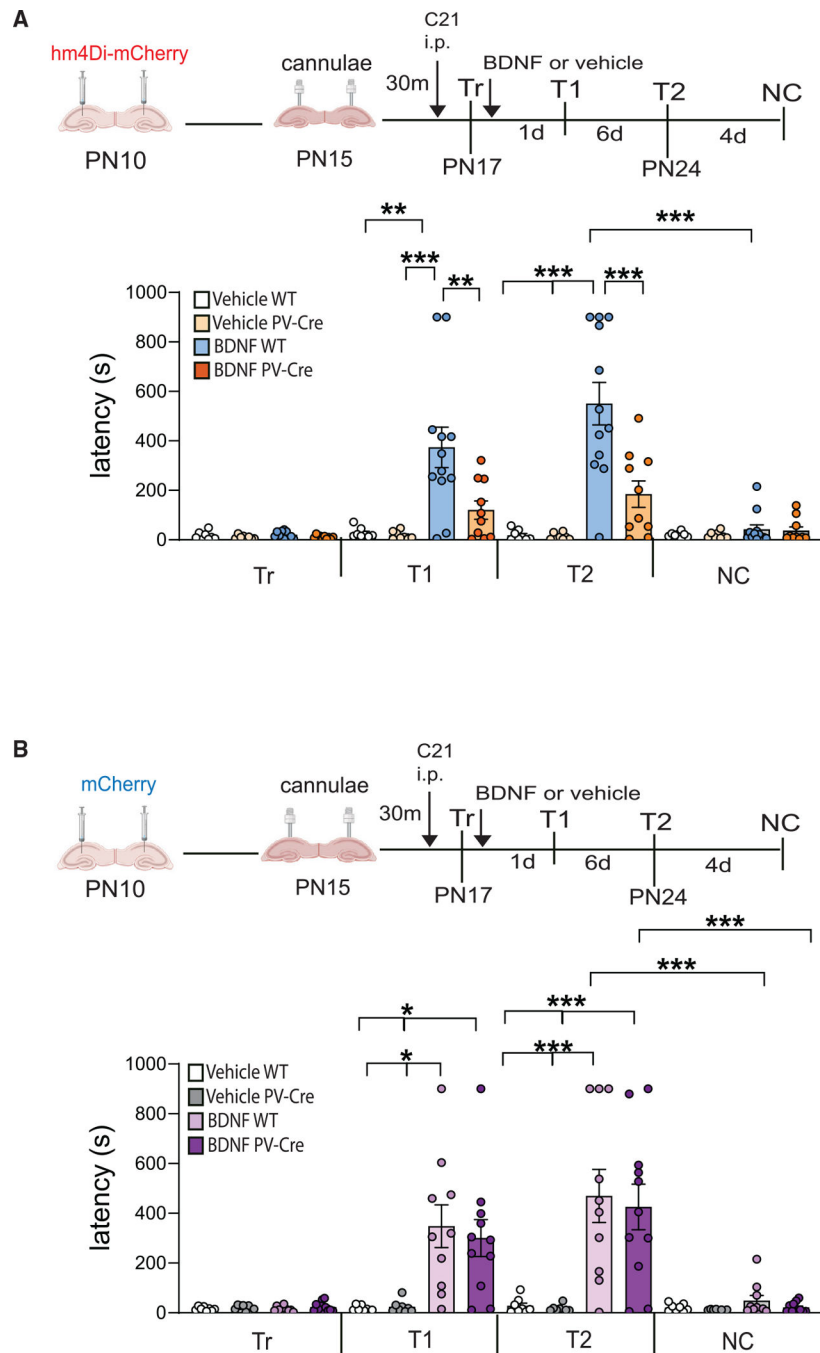 A
C21
i.p.
hm4Di-mCherry
cannulae
30m
BDNF or vehicle
Tr
T1
T2
NC
1d
6d
4d
PN10
PN15
PN17
PN24
**
***
**
***
***
***
1000
800
600
400
200
0
latency (s)
Vehicle WT
Vehicle PV-Cre
BDNF WT
BDNF PV-Cre
Tr
T1
T2
NC
B
C21
i.p.
mCherry
cannulae
30m
BDNF or vehicle
Tr
T1
T2
NC
1d
6d
4d
PN10
PN15
PN17
PN24
***
***
*
***
*
***
1000
800
600
400
200
0
latency (s)
Vehicle WT
Vehicle PV-Cre
BDNF WT
BDNF PV-Cre
Tr
T1
T2
NC